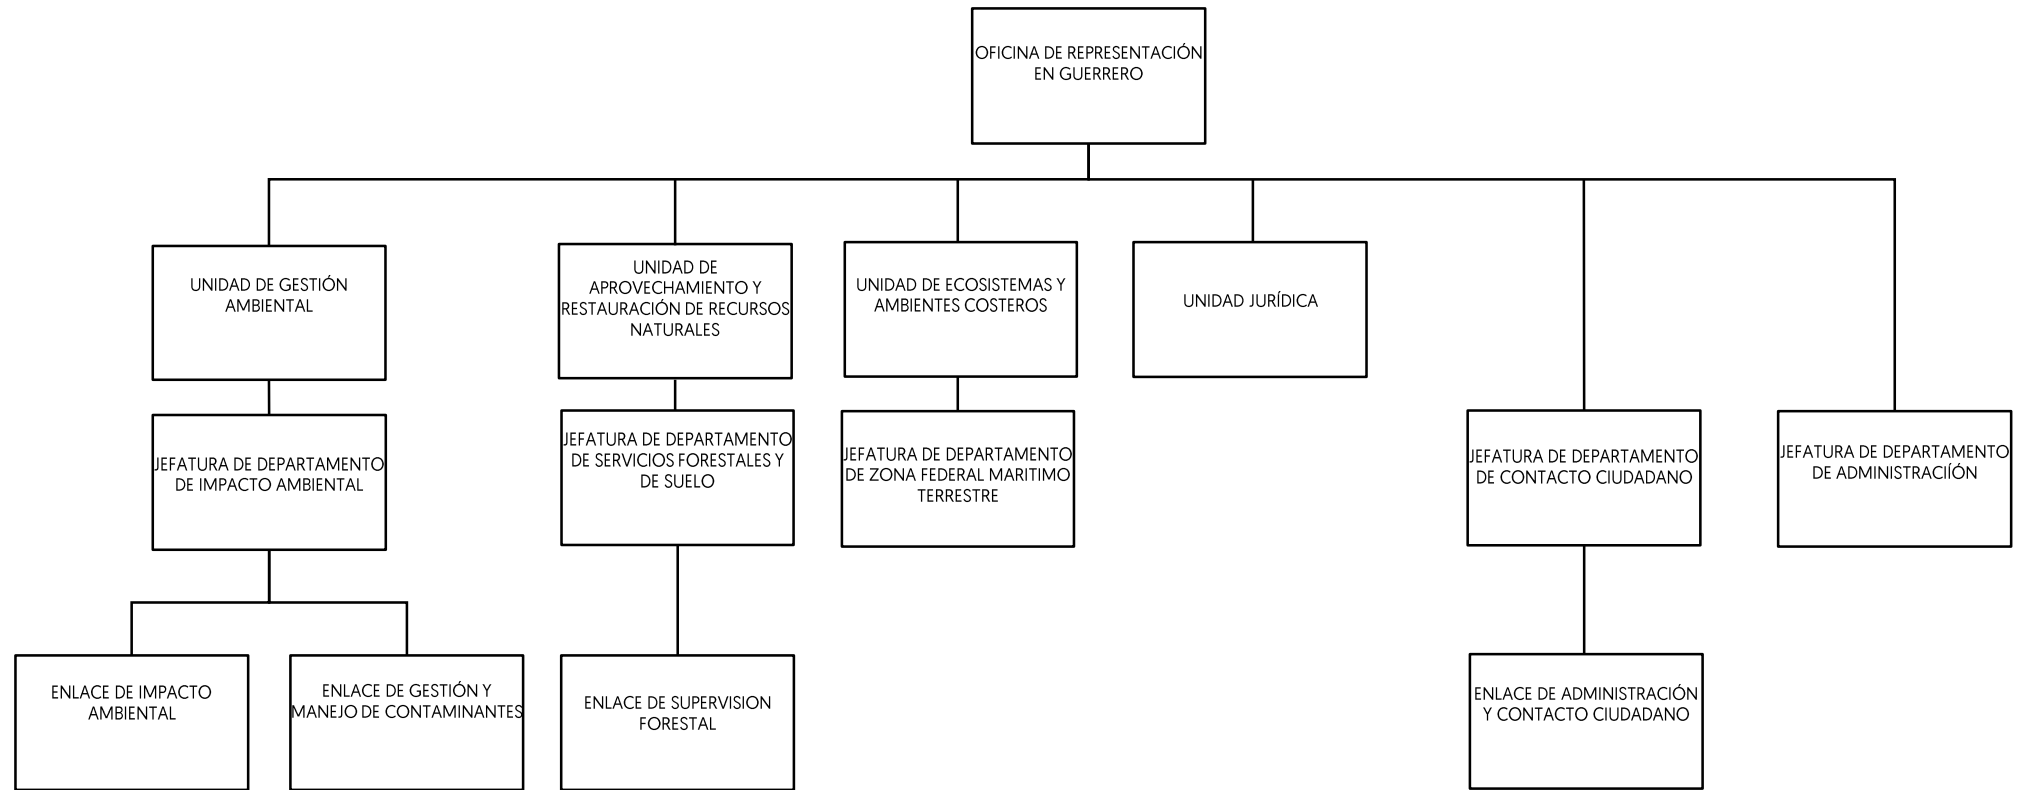 OFICINA DE REPRESENTACIÓN
EN GUERRERO
UNIDAD DE GESTIÓN
AMBIENTAL
UNIDAD DE
APROVECHAMIENTO Y
RESTAURACIÓN DE RECURSOS
NATURALES
UNIDAD DE ECOSISTEMAS Y
AMBIENTES COSTEROS
UNIDAD JURÍDICA
JEFATURA DE DEPARTAMENTO
DE IMPACTO AMBIENTAL
JEFATURA DE DEPARTAMENTO
DE SERVICIOS FORESTALES Y
DE SUELO
JEFATURA DE DEPARTAMENTO
DE ZONA FEDERAL MARITIMO
TERRESTRE
JEFATURA DE DEPARTAMENTO
DE CONTACTO CIUDADANO
JEFATURA DE DEPARTAMENTO
DE ADMINISTRACIÍÓN
ENLACE DE IMPACTO
AMBIENTAL
ENLACE DE GESTIÓN Y
MANEJO DE CONTAMINANTES
ENLACE DE SUPERVISION
FORESTAL
ENLACE DE ADMINISTRACIÓN
Y CONTACTO CIUDADANO